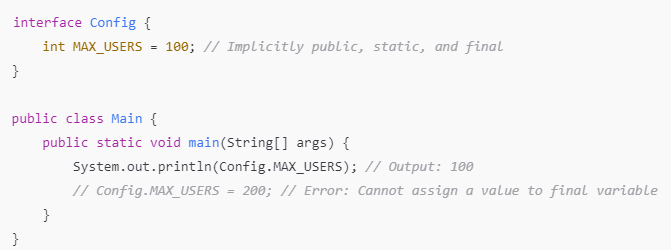 interface Config {
    int MAX_USERS = 100; // Implicitly public, static, and final
}

public class Main {
    public static void main(String[] args) {
        System.out.println(Config.MAX_USERS); // Output: 100
        // Config.MAX_USERS = 200; // Error: Cannot assign a value to final variable
    }
}